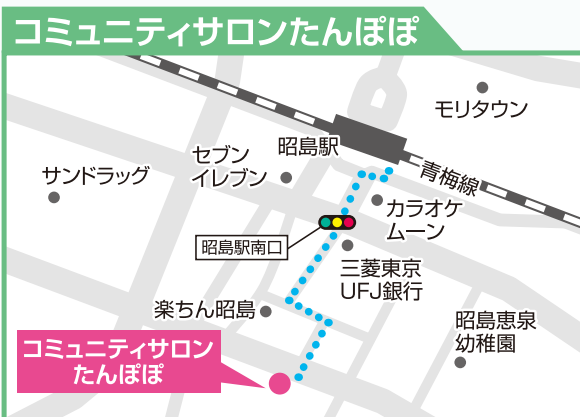 コミュニティサロンたんぽぽ
モリタウン
昭島駅
セブン
イレブン
青梅線
サンドラッグ
カラオケ
ムーン
昭島駅南口
三菱東京
UFJ銀行
楽ちん昭島
昭島恵泉
幼稚園
コミュニティサロン
たんぽぽ